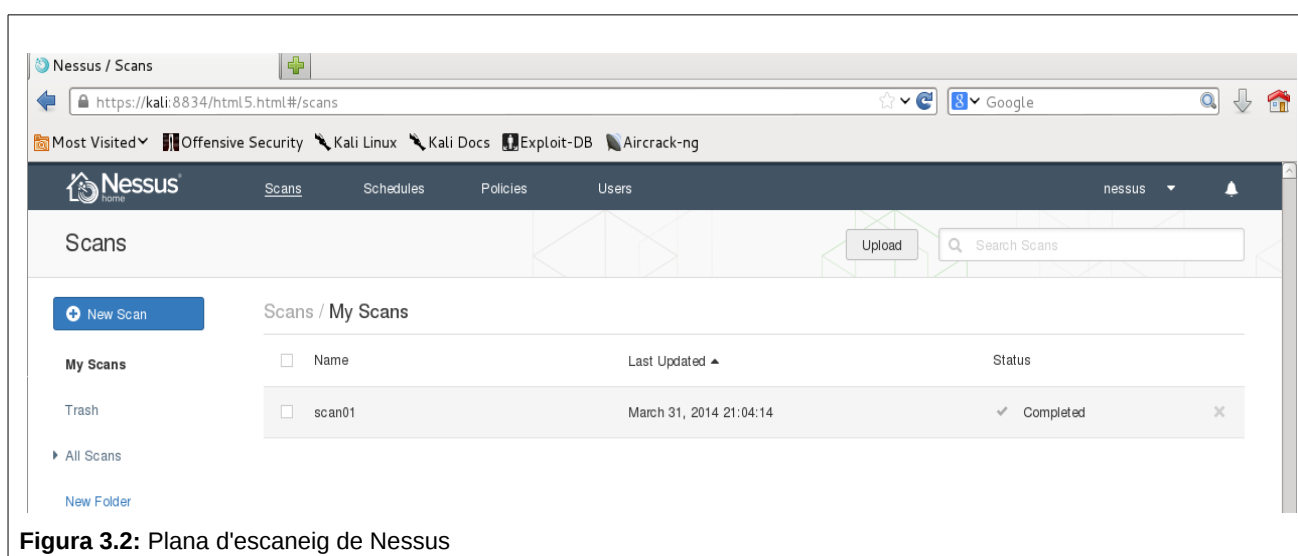 Nessus / Scans
https://kali:8834/html5.html#/scans
8 Google
Most Visited Offensive Security Kali Linux Kali Docs Exploit-DB Aircrack-ng
Nessus home Scans Schedules Policies Users nessus
Scans Upload Search Scans
New Scan Scans / My Scans
My Scans Name Last Updated Status
Trash scan01 March 31, 2014 21:04:14 Completed
All Scans
New Folder
Figura 3.2: Plana d'escaneig de Nessus